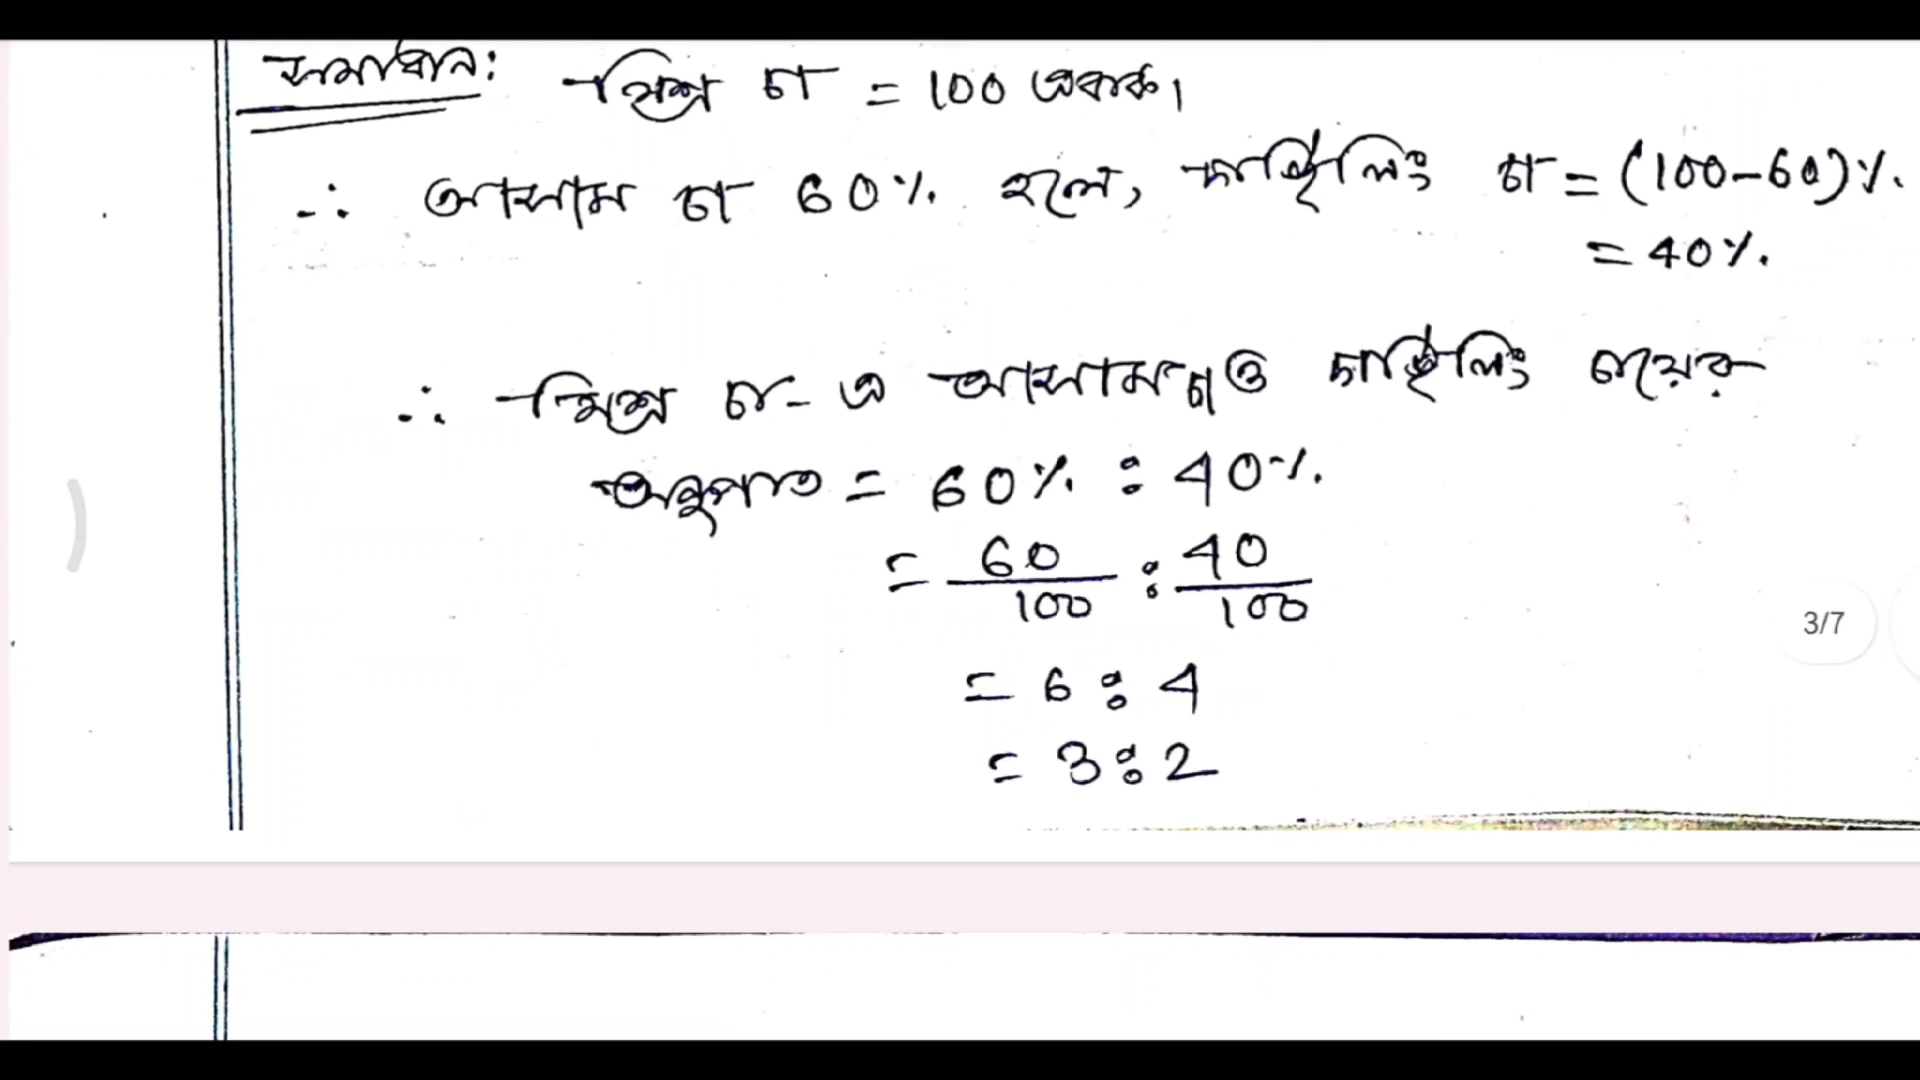 সমাধান: মিশ্র চা = 100 একক।
∴ আসাম চা 60% হলে, দার্জিলিং চা = (100-60)%.
= 40%.
∴ মিশ্র চা-এ আসাম চা ও দার্জিলিং চায়ের
অনুপাত = 60% : 40%.
= 60/100 : 40/100
= 6 : 4
= 3 : 2
3/7